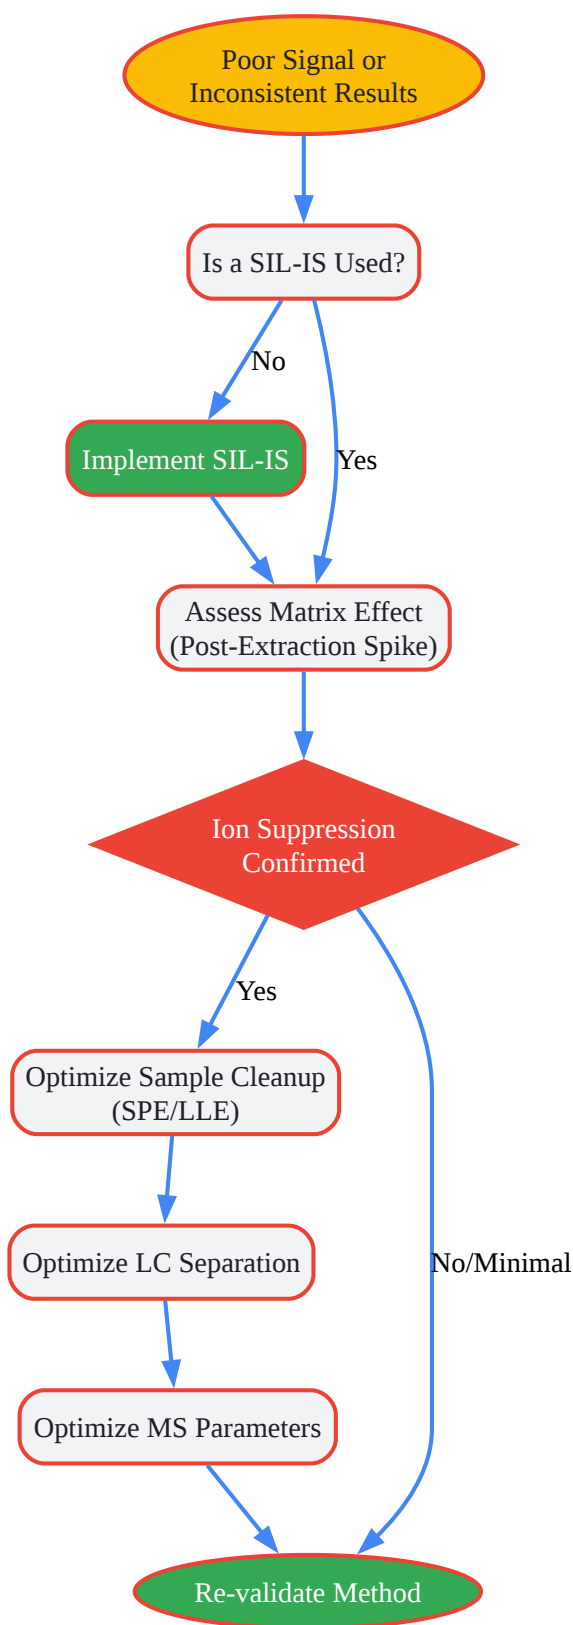 Poor Signal or
Inconsistent Results
Is a SIL-IS Used?
No
Implement SIL-IS
Yes
Assess Matrix Effect
(Post-Extraction Spike)
Ion Suppression
Confirmed
Yes
Optimize Sample Cleanup
(SPE/LLE)
Optimize LC Separation
No/Minimal
Optimize MS Parameters
Re-validate Method